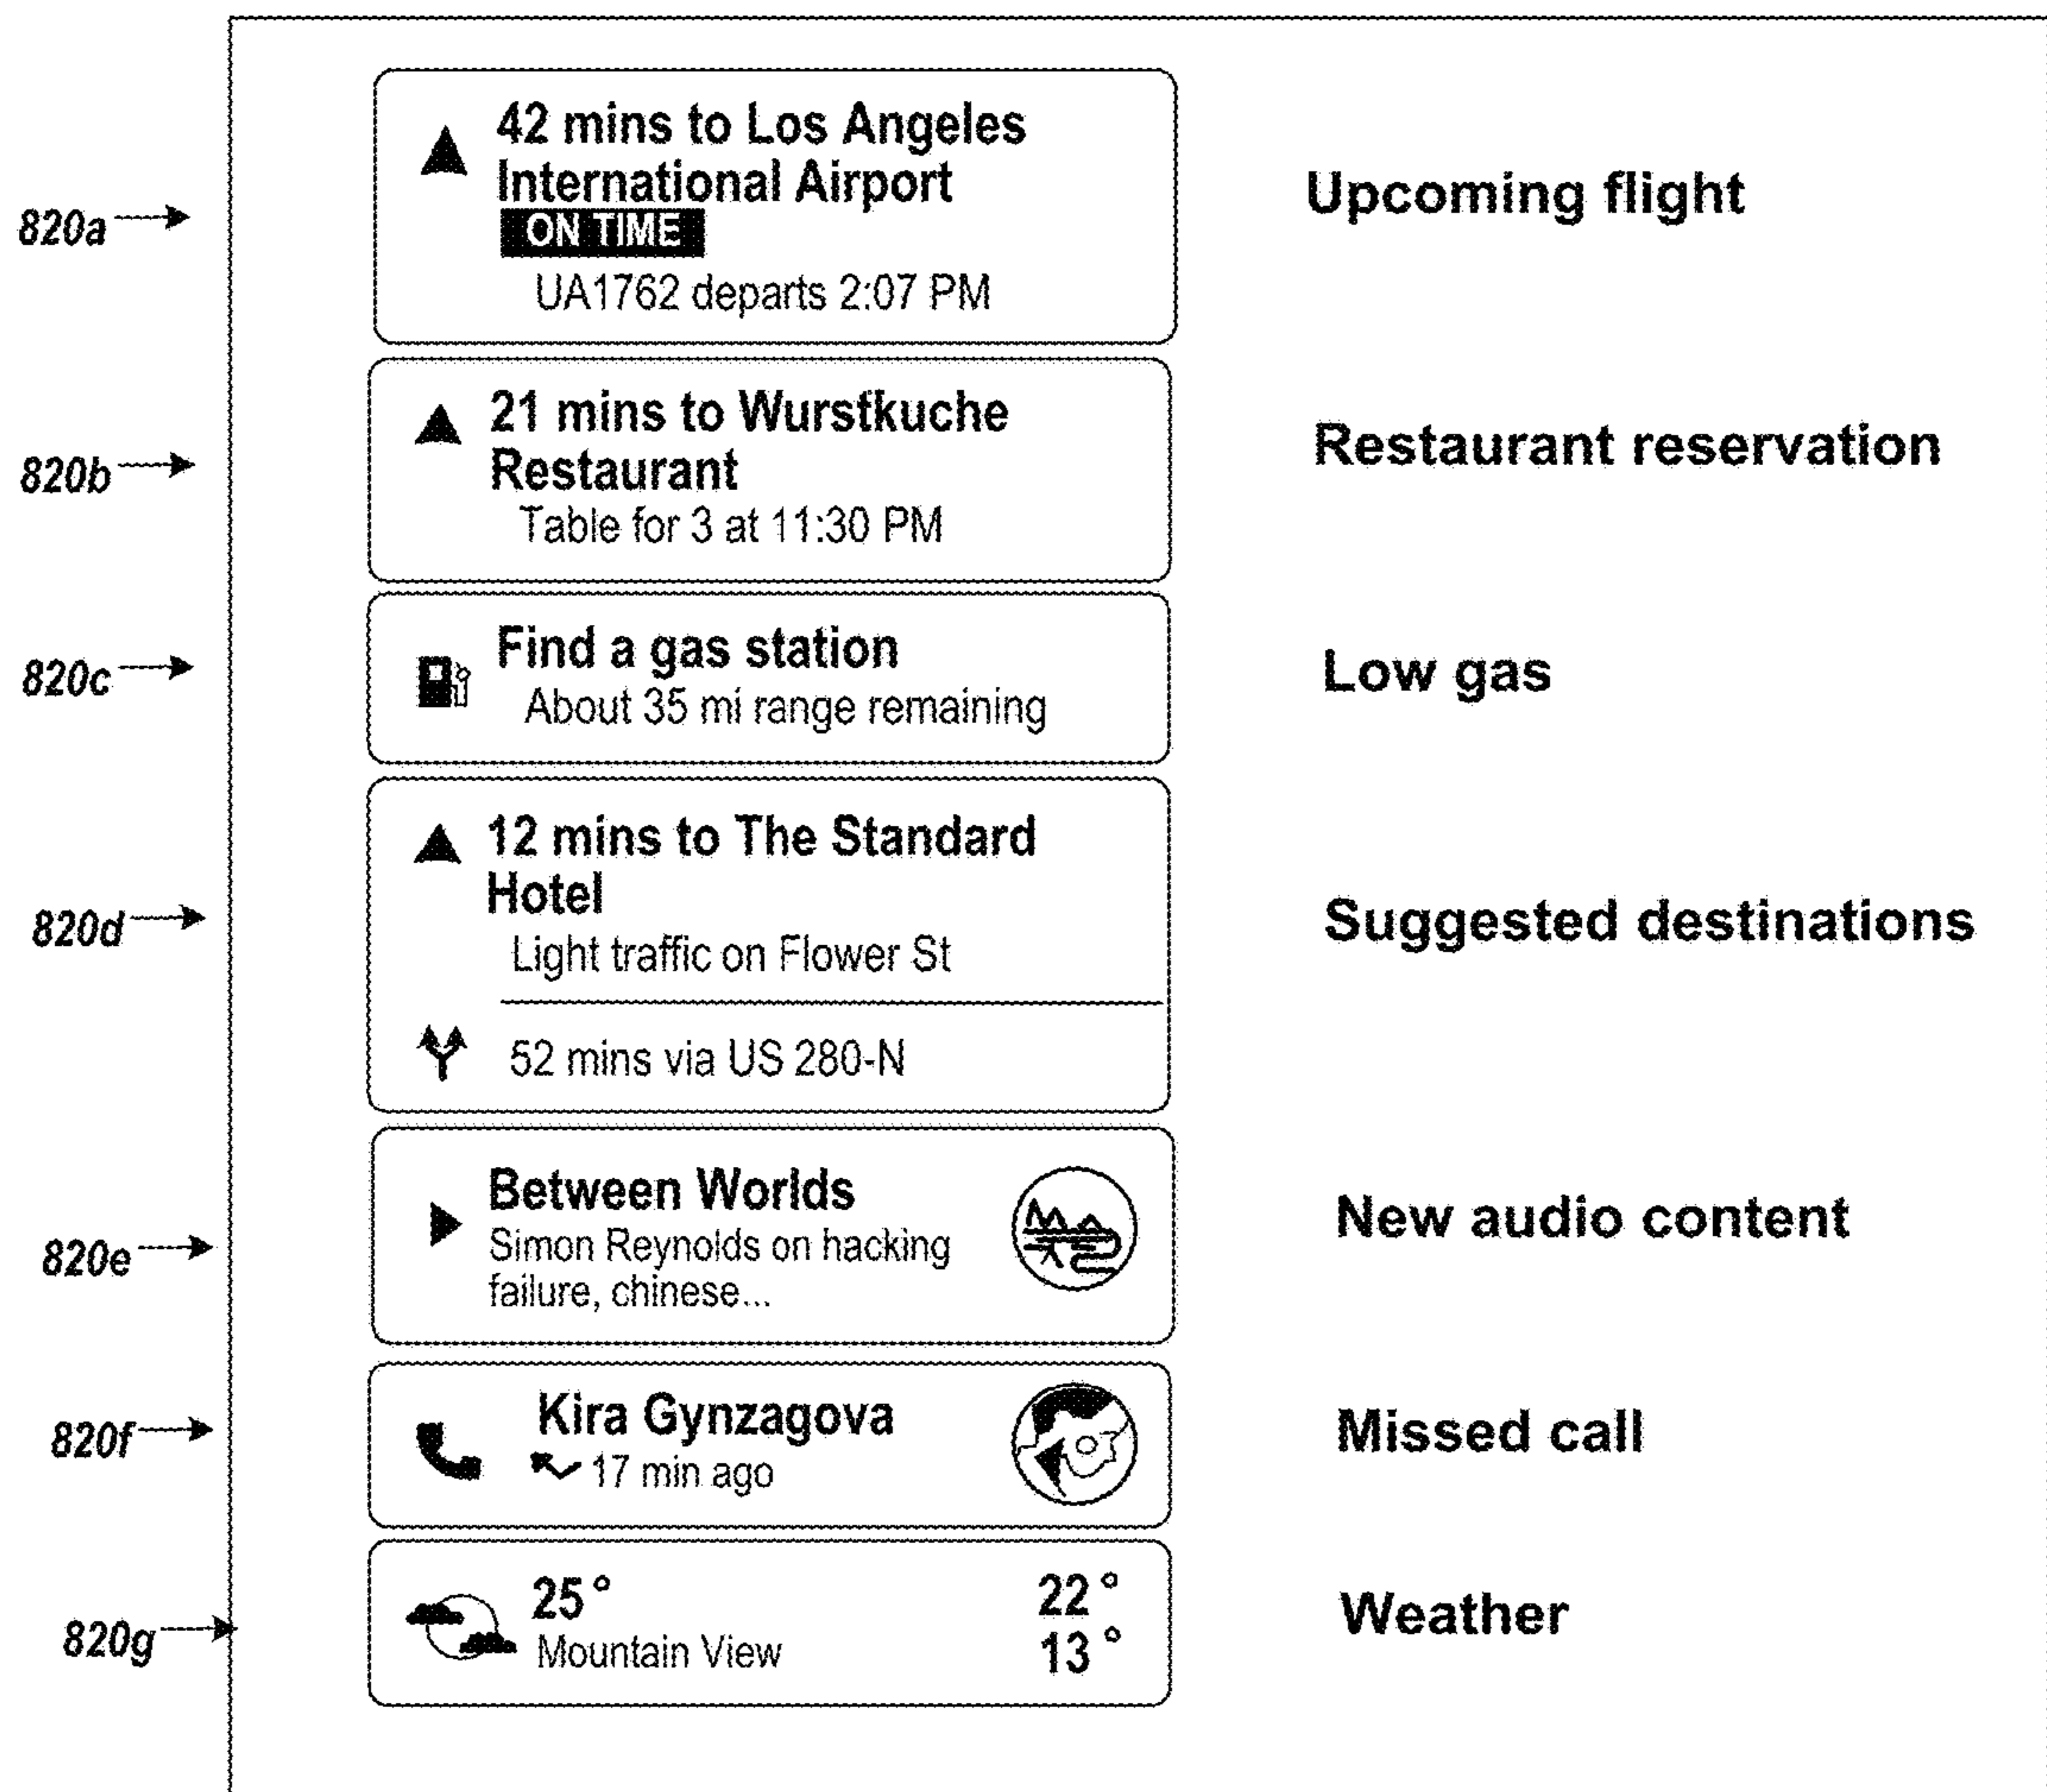 820a
42 mins to Los Angeles
International Airport
ON TIME
UA1762 departs 2:07 PM
Upcoming flight
820b
21 mins to Wurstkuche
Restaurant
Table for 3 at 11:30 PM
Restaurant reservation
820c
Find a gas station
About 35 mi range remaining
Low gas
820d
12 mins to The Standard
Hotel
Light traffic on Flower St
52 mins via US 280-N
Suggested destinations
820e
Between Worlds
Simon Reynolds on hacking
failure, chinese...
New audio content
820f
Kira Gynzagova
17 min ago
Missed call
820g
25°
Mountain View
22°
13°
Weather